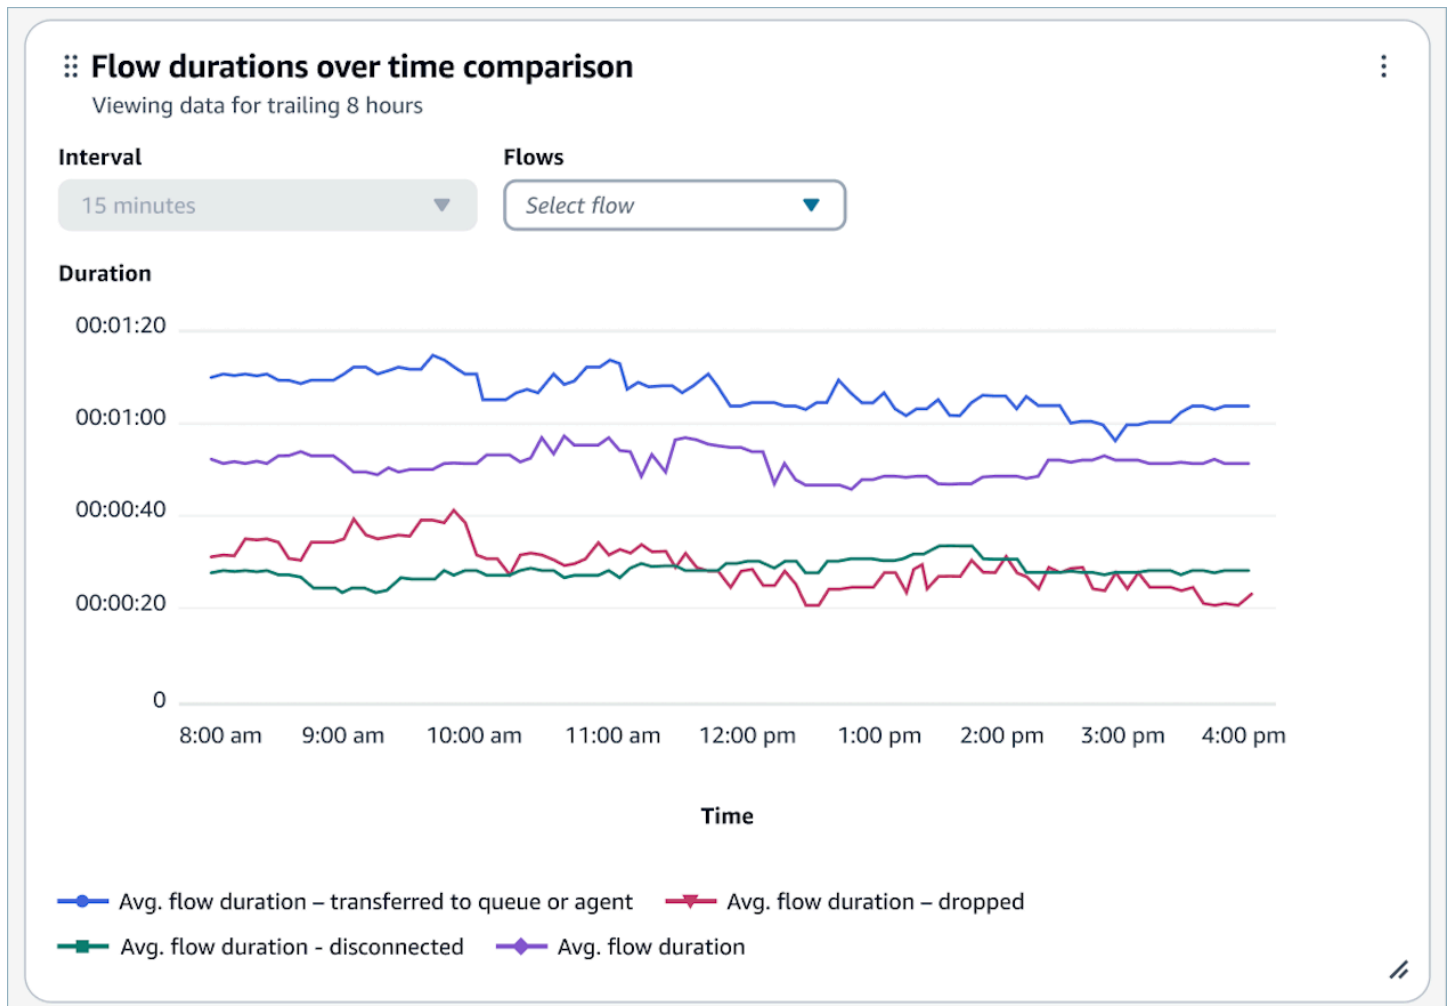 Flow durations over time comparison
Viewing data for trailing 8 hours
Interval
Flows
15 minutes
Select flow
Duration
00:01:20
00:01:00
00:00:40
00:00:20
0
8:00 am 9:00 am 10:00 am 11:00 am 12:00 pm 1:00 pm 2:00 pm 3:00 pm 4:00 pm
Time
Avg. flow duration – transferred to queue or agent
Avg. flow duration – dropped
Avg. flow duration - disconnected
Avg. flow duration